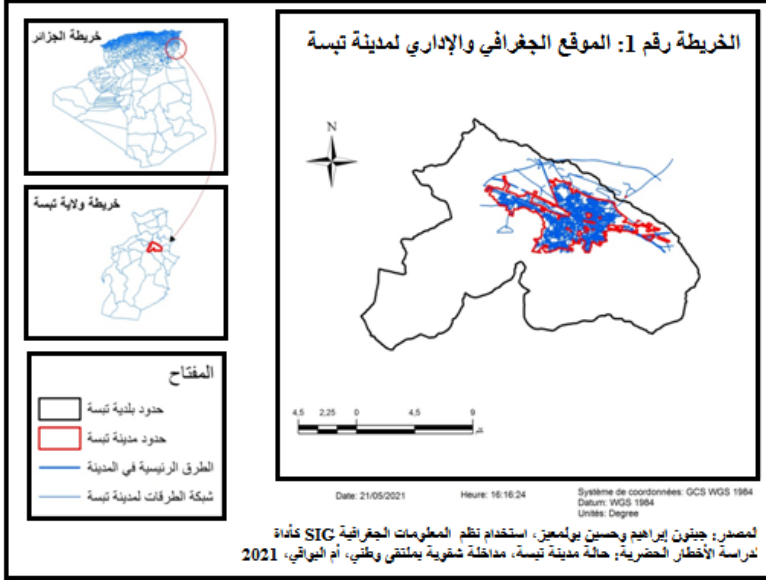 الخريطة رقم 1: الموقع الجغرافي والإداري لمدينة تبسة
خريطة الجزائر
خريطة ولاية تبسة
N
المفتاح
حدود بلدية تبسة
حدود مدينة تبسة
الطرق الرئيسية في المدينة
شبكة الطرقات لمدينة تبسة
4,5 2,25 0 4,5 9
كم
Date: 21/05/2021 Heure: 16:16:24
Système de coordonnées: GCS WGS 1984
Datum: WGS 1984
Unités: Degree
المصدر: جينون إبراهيم وحسين بولمعيز، استخدام نظم المعلومات الجغرافية SIG كأداة
لدراسة الأخطار الحضرية: حالة مدينة تبسة، مداخلة شفوية بملتقى وطني، أم البواقي، 2021